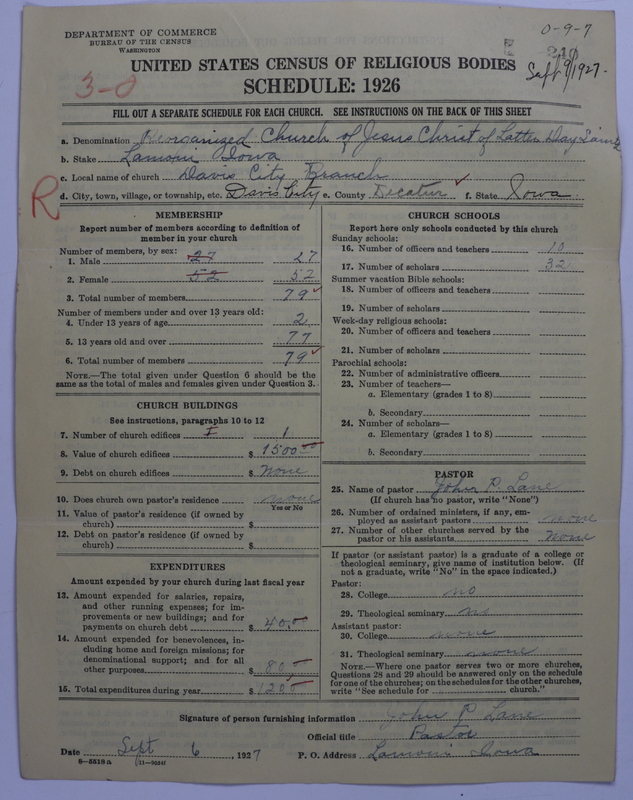 DEPARTMENT OF COMMERCE
BUREAU OF THE CENSUS
WASHINGTON
0-9-7
Sept 9/1927.
UNITED STATES CENSUS OF RELIGIOUS BODIES
SCHEDULE: 1926
3-0
FILL OUT A SEPARATE SCHEDULE FOR EACH CHURCH. SEE INSTRUCTIONS ON THE BACK OF THIS SHEET
a. Denomination Reorganized Church of Jesus Christ of Latter Day Saints
b. Stake Lamoni Iowa
c. Local name of church Davis City Branch
R
d. City, town, village, or township, etc. Davis City e. County Decatur f. State Iowa
MEMBERSHIP
Report number of members according to definition of
member in your church
Number of members, by sex:
1. Male 27 27
2. Female 52 52
3. Total number of members 79
Number of members under and over 13 years old:
4. Under 13 years of age 2
5. 13 years old and over 77
6. Total number of members 79
NOTE.—The total given under Question 6 should be the
same as the total of males and females given under Question 3.
CHURCH BUILDINGS
See instructions, paragraphs 10 to 12
7. Number of church edifices I 1
8. Value of church edifices $ 1500 00
9. Debt on church edifices $ None
10. Does church own pastor's residence none
Yes or No
11. Value of pastor's residence (if owned by
church) $
12. Debt on pastor's residence (if owned by
church) $
EXPENDITURES
Amount expended by your church during last fiscal year
13. Amount expended for salaries, repairs,
and other running expenses; for im-
provements or new buildings; and for
payments on church debt $ 40.00
14. Amount expended for benevolences, in-
cluding home and foreign missions; for
denominational support; and for all
other purposes $ 80
15. Total expenditures during year $ 120
CHURCH SCHOOLS
Report here only schools conducted by this church
Sunday schools:
16. Number of officers and teachers 10
17. Number of scholars 32
Summer vacation Bible schools:
18. Number of officers and teachers
19. Number of scholars
Week-day religious schools:
20. Number of officers and teachers
21. Number of scholars
Parochial schools:
22. Number of administrative officers
23. Number of teachers—
a. Elementary (grades 1 to 8)
b. Secondary
24. Number of scholars—
a. Elementary (grades 1 to 8)
b. Secondary
PASTOR
25. Name of pastor John P. Lane
(If church has no pastor, write "None")
26. Number of ordained ministers, if any, em-
ployed as assistant pastors none
27. Number of other churches served by the
pastor or his assistants None
If pastor (or assistant pastor) is a graduate of a college or
theological seminary, give name of institution below. (If
not a graduate, write "No" in the space indicated.)
Pastor:
28. College no
29. Theological seminary no
Assistant pastor:
30. College none
31. Theological seminary none
NOTE.—Where one pastor serves two or more churches,
Questions 28 and 29 should be answered only on the schedule
for one of the churches; on the schedules for the other churches,
write "See schedule for church."
Signature of person furnishing information John P Lane
Official title Pastor
Date Sept 6, 1927 P. O. Address Lamoni Iowa
6-5518a